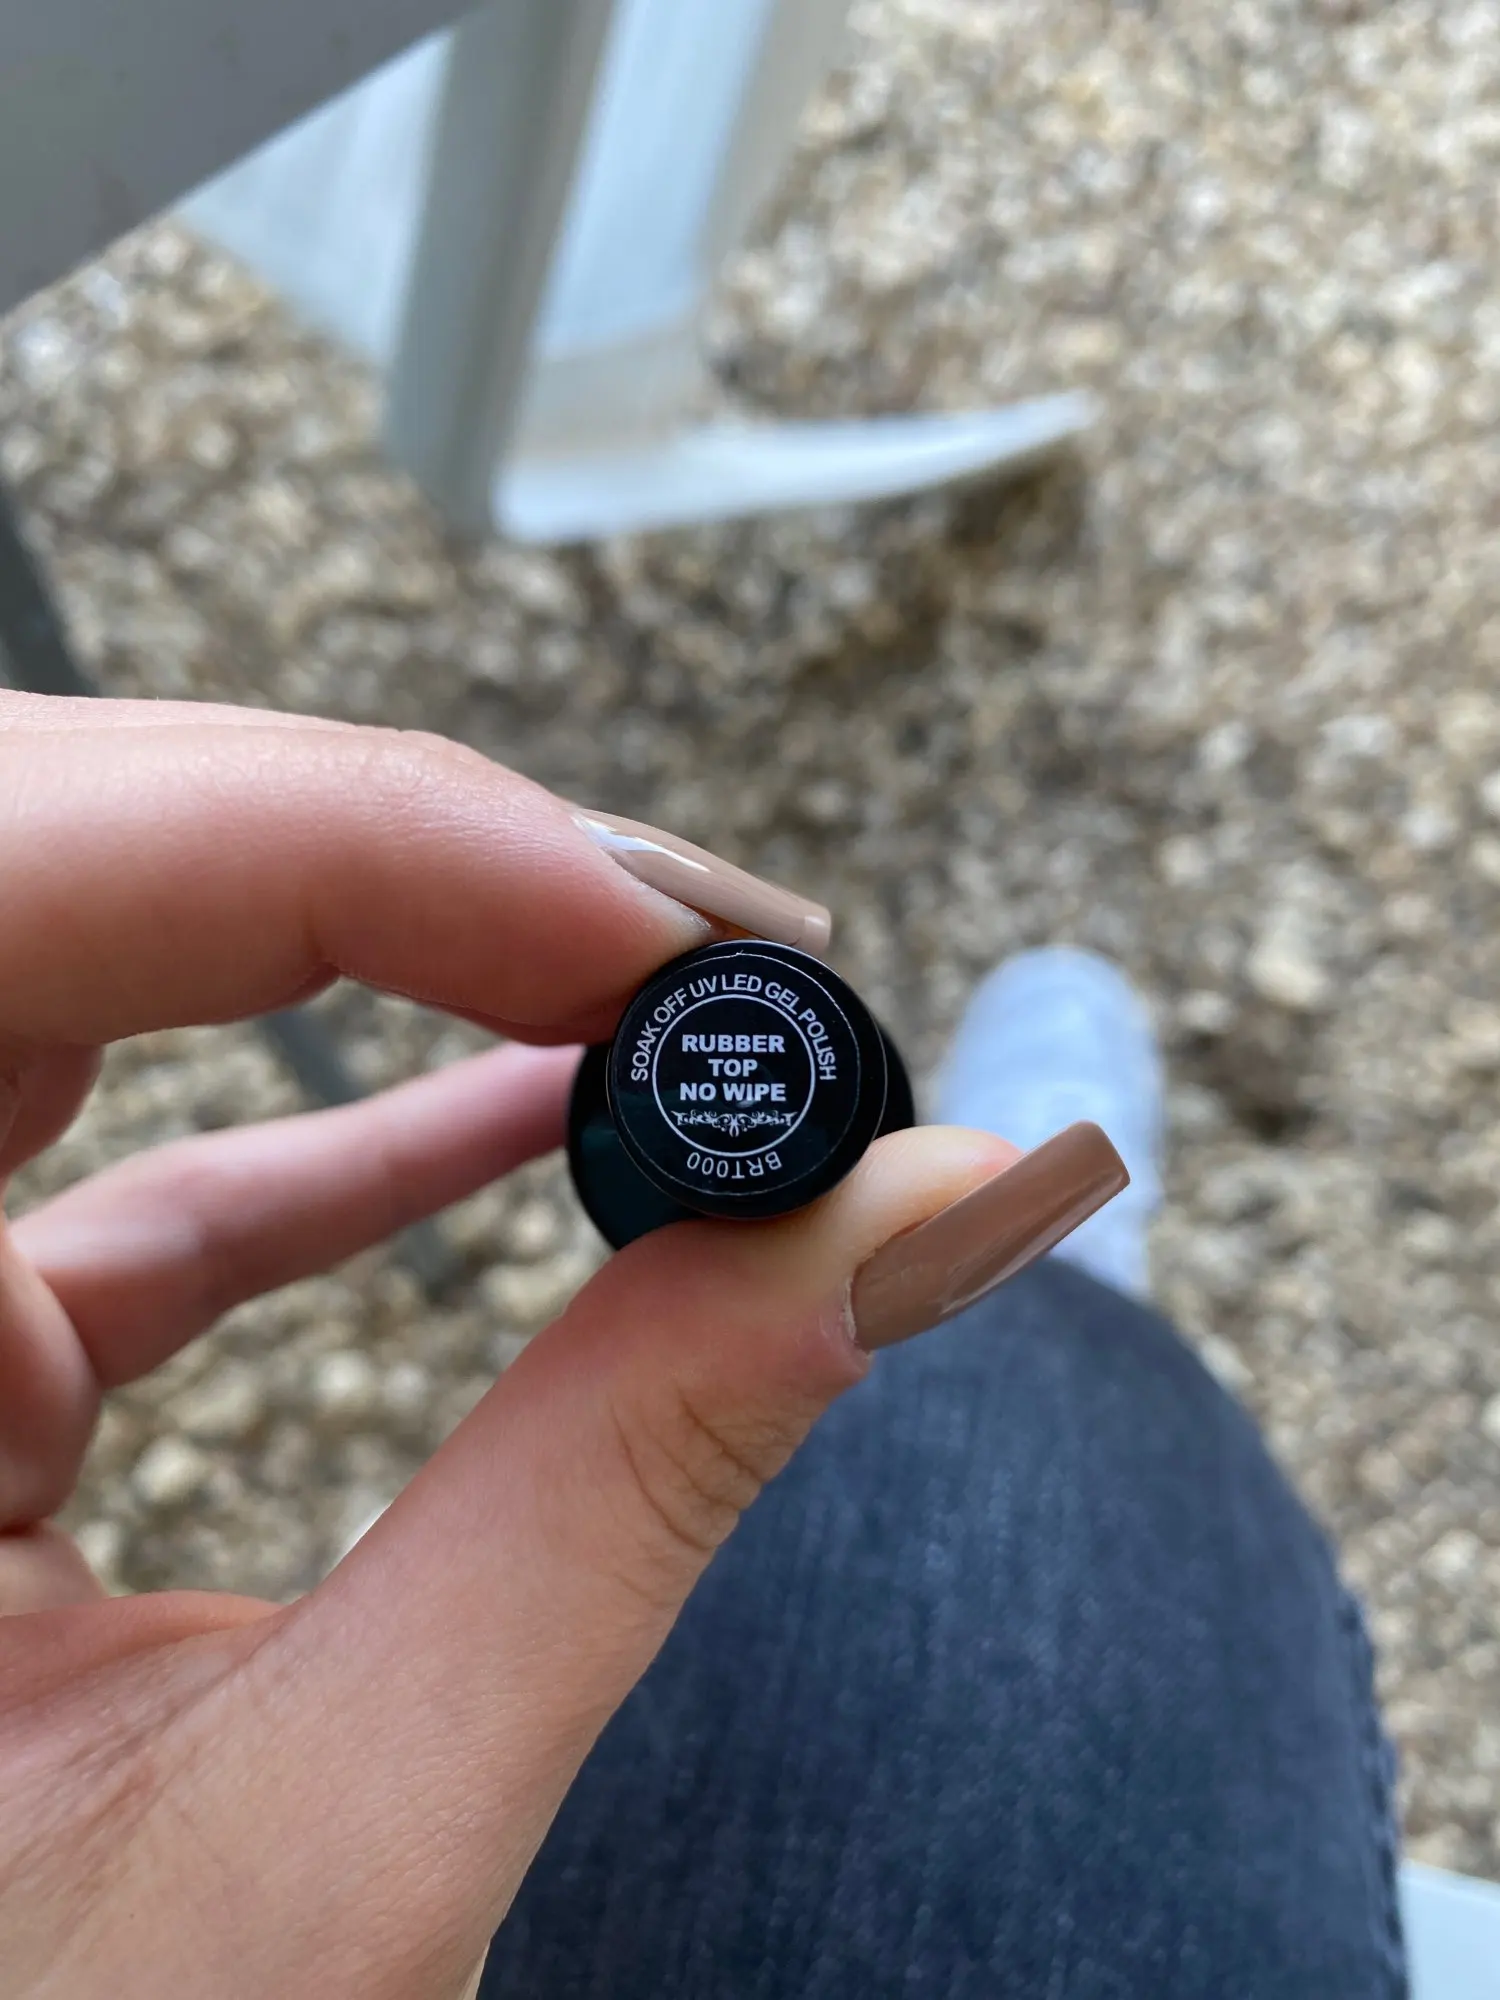 SOAK OFF UV LED GEL POLISH
RUBBER
TOP
NO WIPE
BRT000